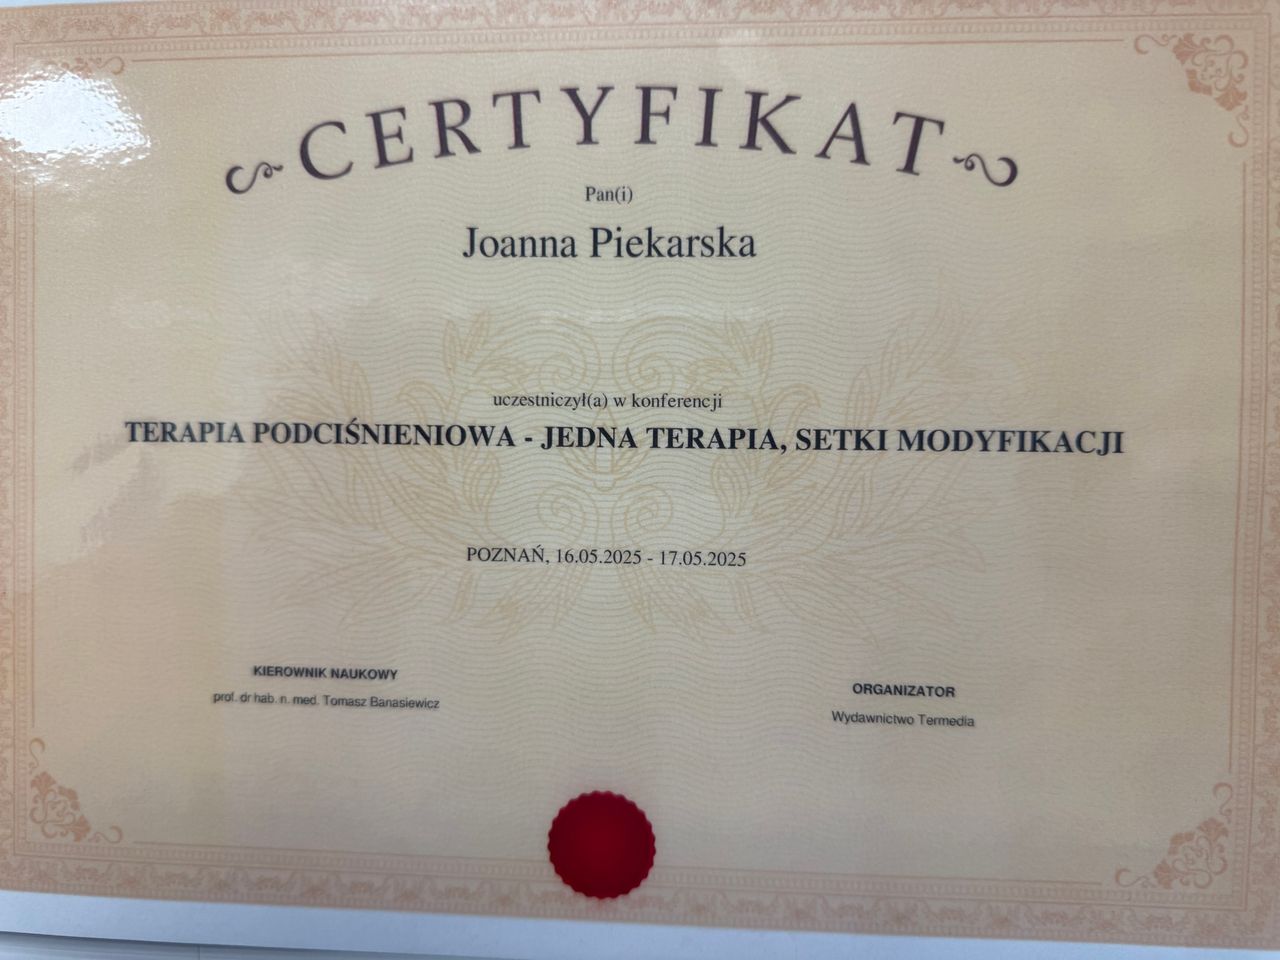 CERTYFIKAT
Pan(i)
Joanna Piekarska
uczestniczył(a) w konferencji
TERAPIA PODCIŚNIENIOWA - JEDNA TERAPIA, SETKI MODYFIKACJI
POZNAŃ, 16.05.2025 - 17.05.2025
KIEROWNIK NAUKOWY
prof. dr hab. n. med. Tomasz Banasiewicz
ORGANIZATOR
Wydawnictwo Termedia